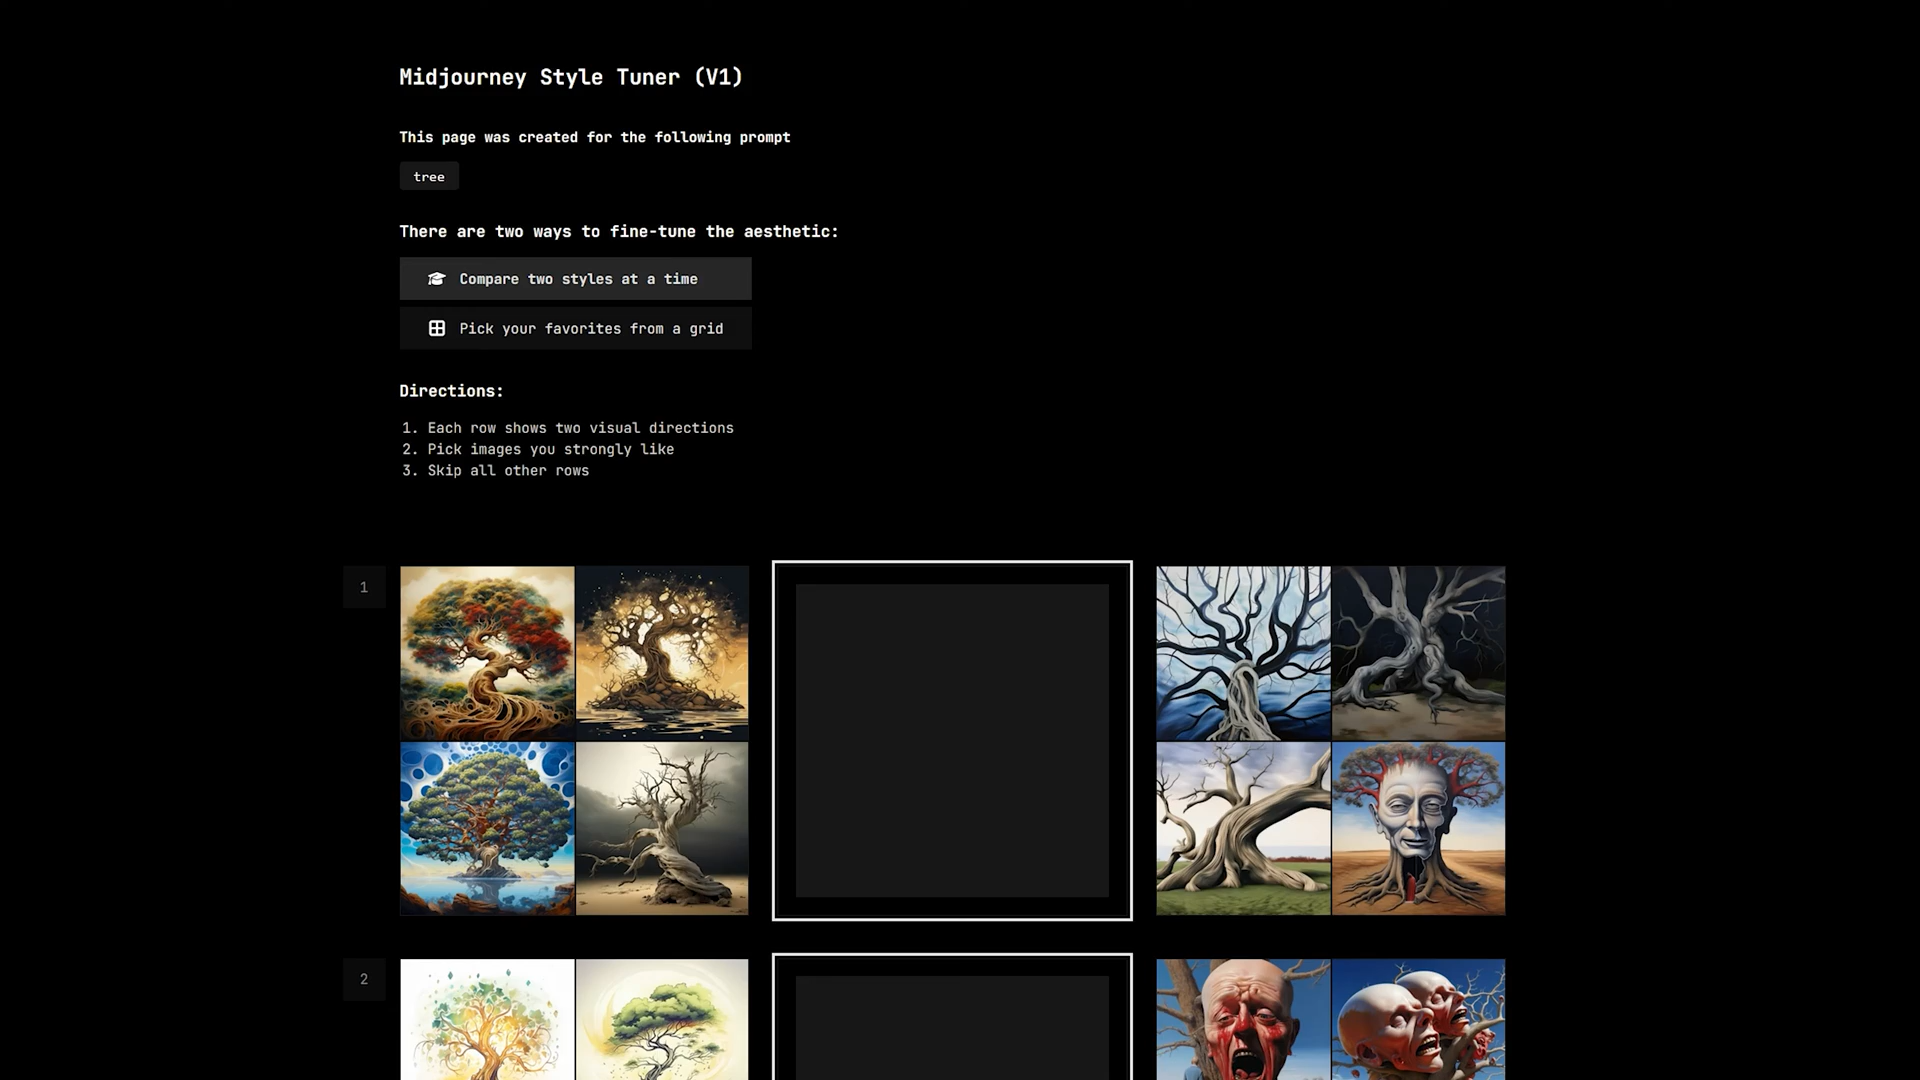 Midjourney Style Tuner (V1)
This page was created for the following prompt
tree
There are two ways to fine-tune the aesthetic:
Compare two styles at a time
Pick your favorites from a grid
Directions:
1. Each row shows two visual directions
2. Pick images you strongly like
3. Skip all other rows
1
2